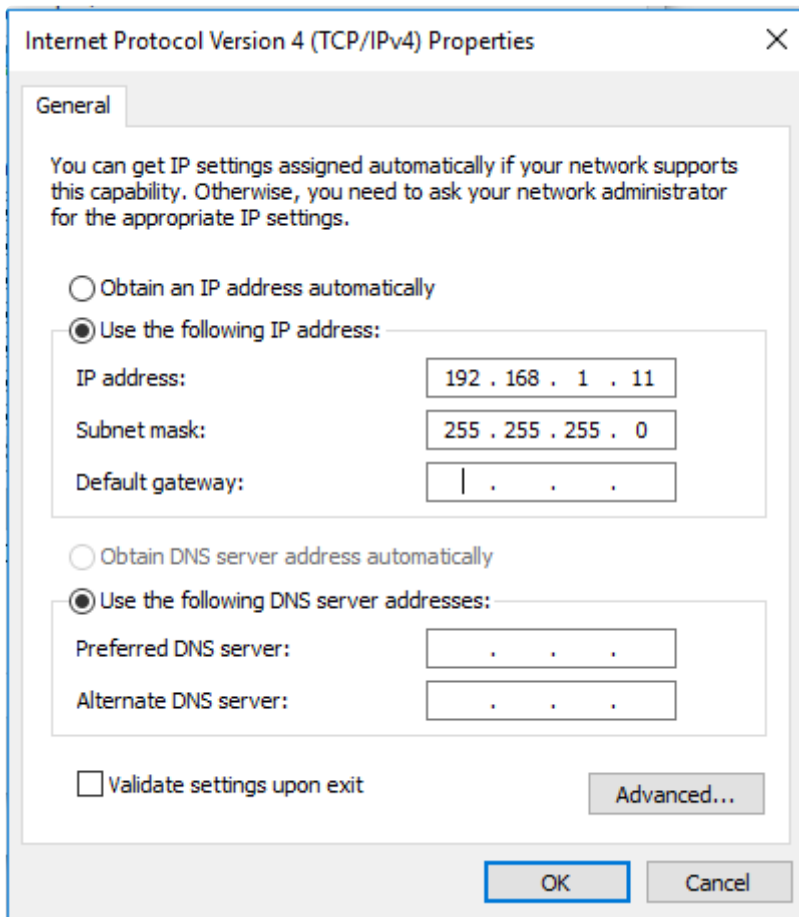 Internet Protocol Version 4 (TCP/IPv4) Properties
General
You can get IP settings assigned automatically if your network supports
this capability. Otherwise, you need to ask your network administrator
for the appropriate IP settings.
Obtain an IP address automatically
Use the following IP address:
IP address: 192 . 168 . 1 . 11
Subnet mask: 255 . 255 . 255 . 0
Default gateway: . . .
Obtain DNS server address automatically
Use the following DNS server addresses:
Preferred DNS server: . . .
Alternate DNS server: . . .
Validate settings upon exit
Advanced...
OK Cancel